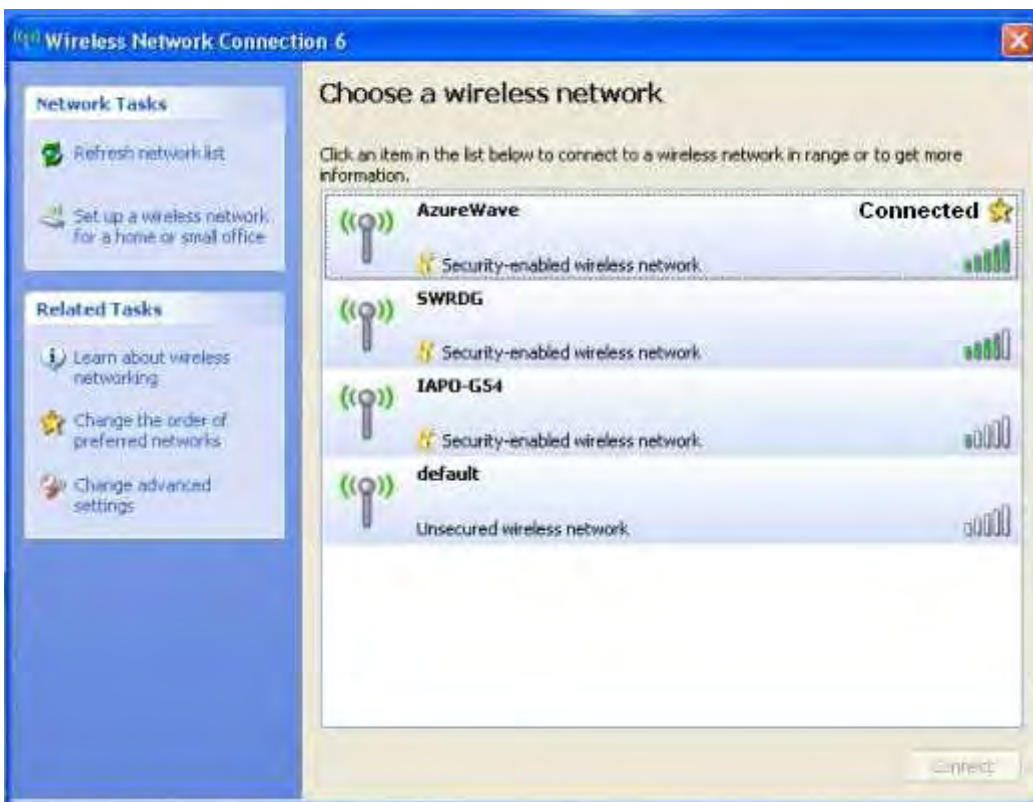 Wireless Network Connection 6
Network Tasks
Refresh network list
Set up a wireless network
for a home or small office
Related Tasks
Learn about wireless
networking
Change the order of
preferred networks
Change advanced
settings
Choose a wireless network
Click an item in the list below to connect to a wireless network in range or to get more
information.
AzureWave
Connected
Security-enabled wireless network
SWRDG
Security-enabled wireless network
IAPO-G54
Security-enabled wireless network
default
Unsecured wireless network
Connect